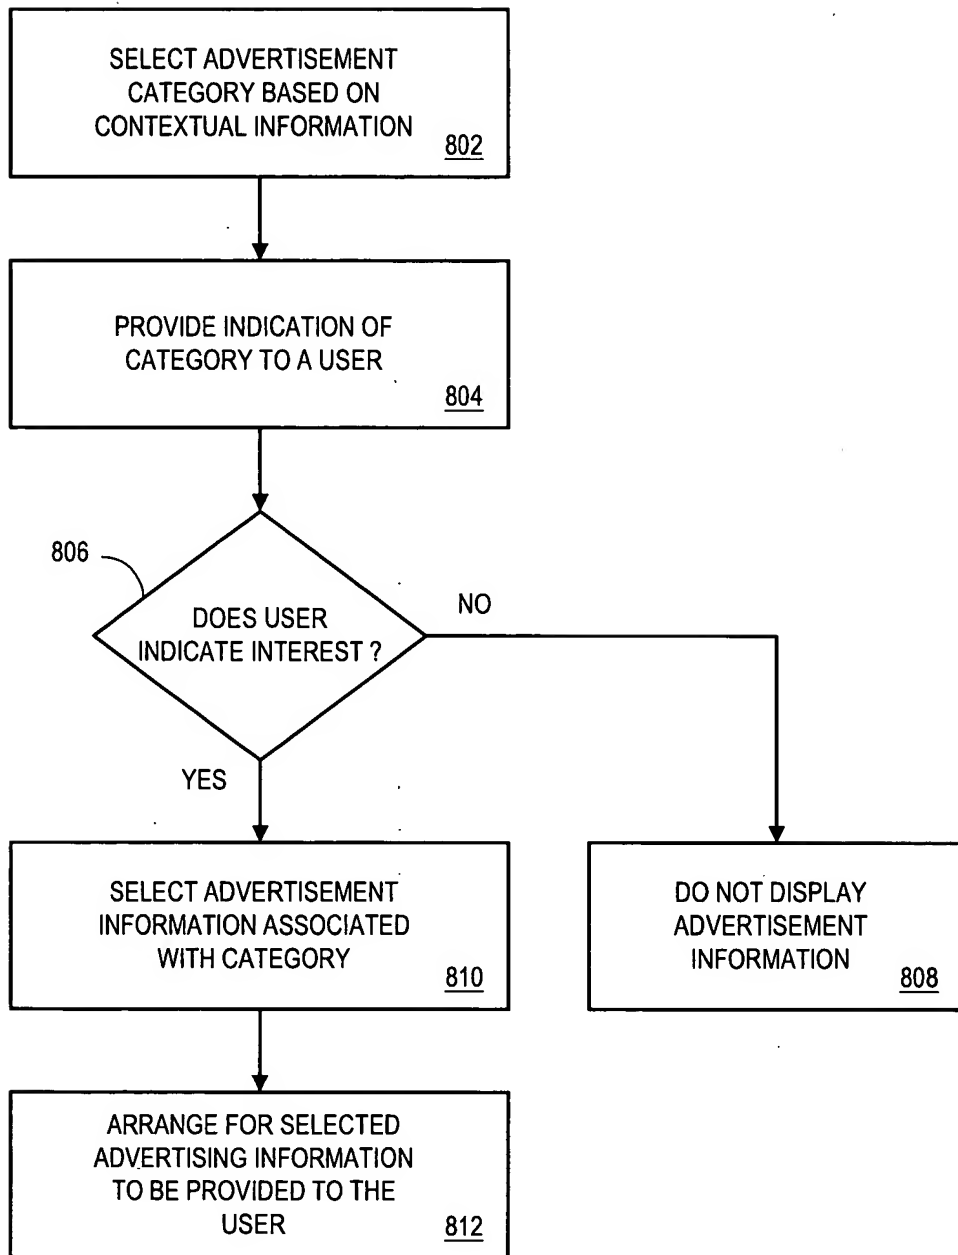 SELECT ADVERTISEMENT
CATEGORY BASED ON
CONTEXTUAL INFORMATION
802
PROVIDE INDICATION OF
CATEGORY TO A USER
804
806
DOES USER
INDICATE INTEREST ?
NO
YES
SELECT ADVERTISEMENT
INFORMATION ASSOCIATED
WITH CATEGORY
810
DO NOT DISPLAY
ADVERTISEMENT
INFORMATION
808
ARRANGE FOR SELECTED
ADVERTISING INFORMATION
TO BE PROVIDED TO THE
USER
812